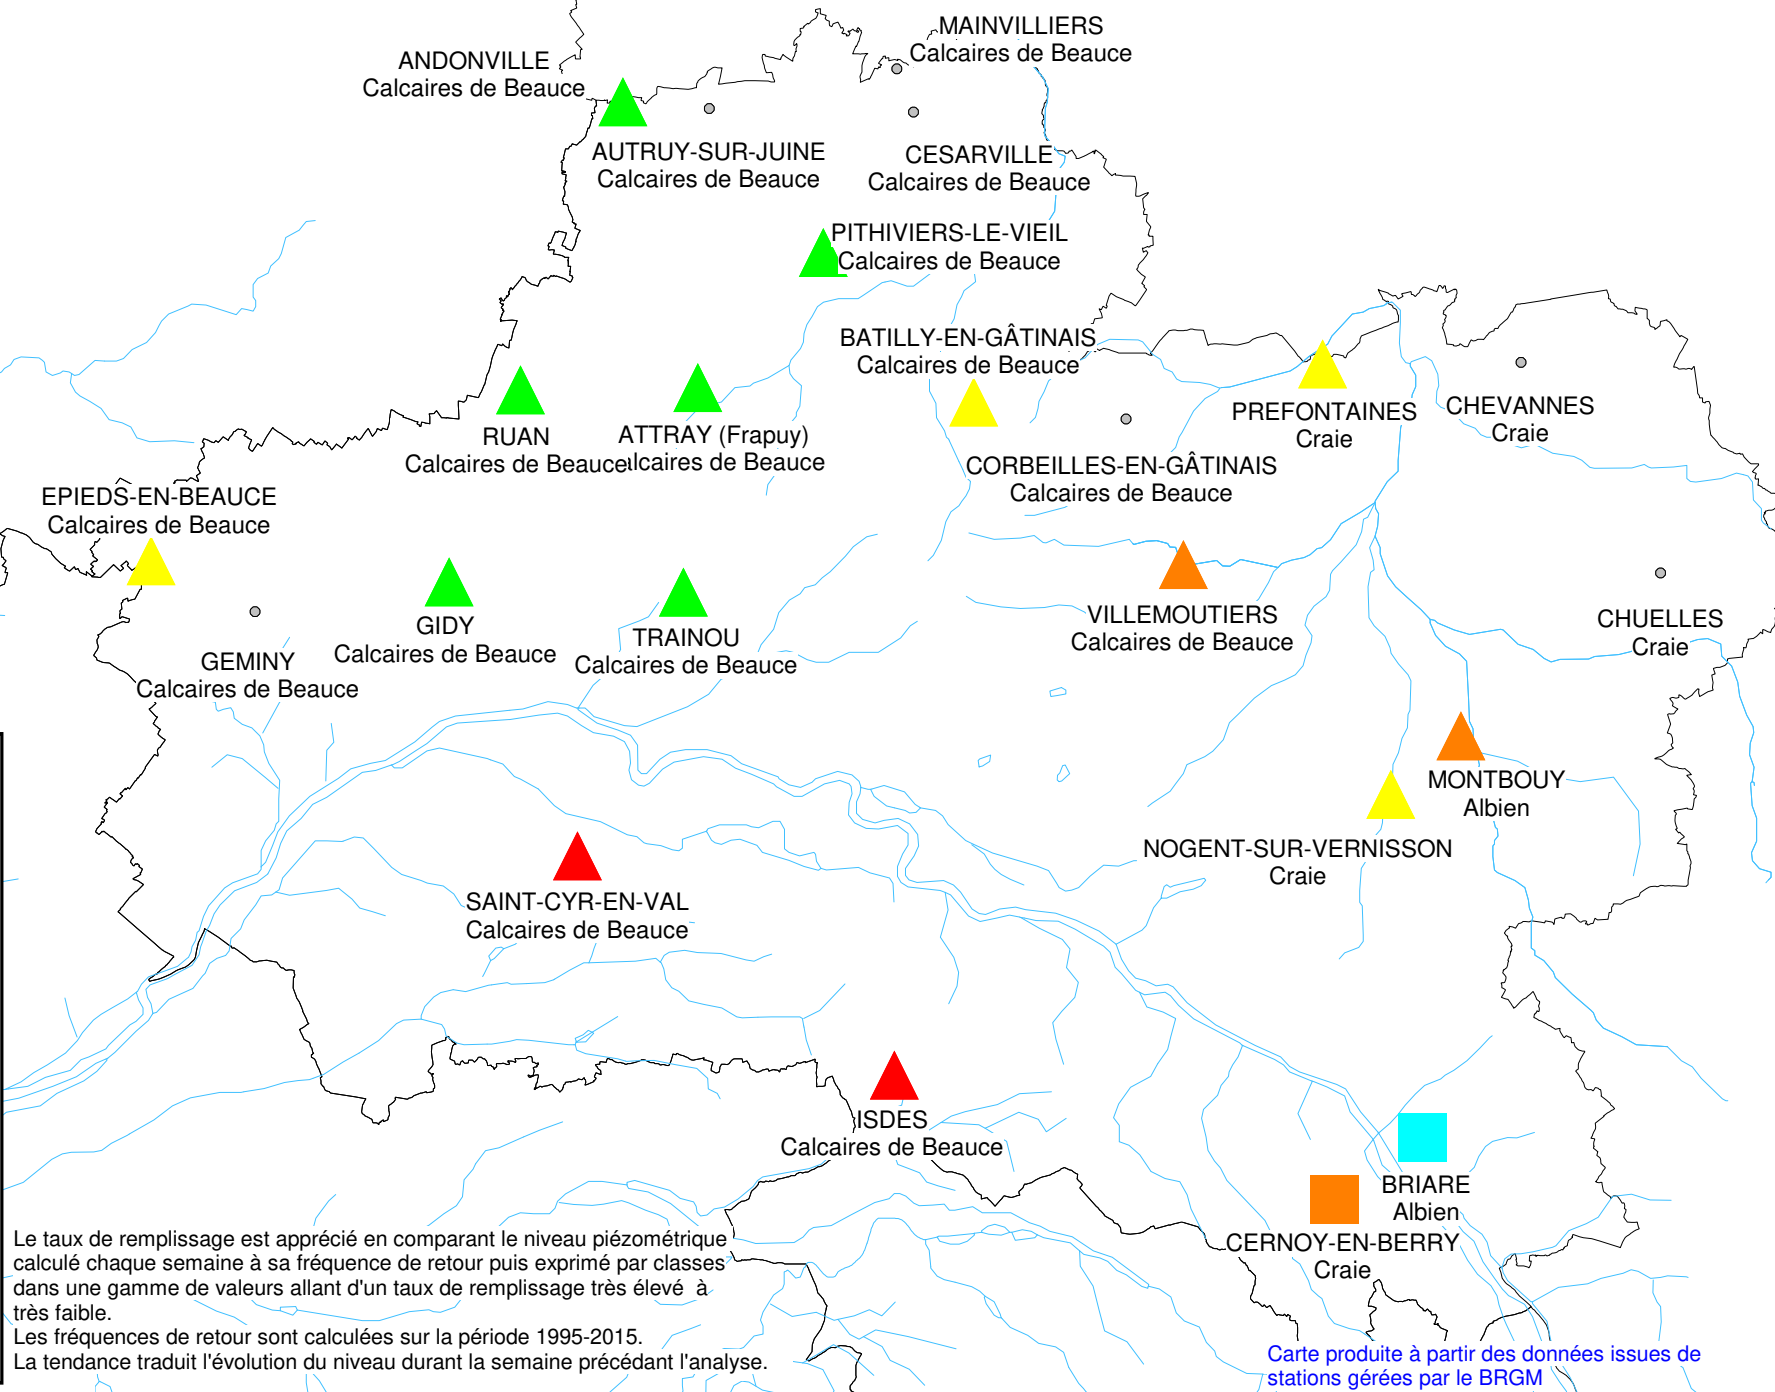 MAINVILLIERS
Calcaires de Beauce
ANDONVILLE
Calcaires de Beauce
AUTRUY-SUR-JUINE
Calcaires de Beauce
CESARVILLE
Calcaires de Beauce
PITHIVIERS-LE-VIEIL
Calcaires de Beauce
BATILLY-EN-GÂTINAIS
Calcaires de Beauce
PREFONTAINES
Craie
CHEVANNES
Craie
RUAN
Calcaires de Beauce
ATTRAY (Frapuy)
alcaires de Beauce
CORBEILLES-EN-GÂTINAIS
Calcaires de Beauce
EPIEDS-EN-BEAUCE
Calcaires de Beauce
GIDY
Calcaires de Beauce
TRAINOU
Calcaires de Beauce
VILLEMOUTIERS
Calcaires de Beauce
CHUELLES
Craie
GEMINY
Calcaires de Beauce
MONTBOUY
Albien
NOGENT-SUR-VERNISSON
Craie
SAINT-CYR-EN-VAL
Calcaires de Beauce
ISDES
Calcaires de Beauce
BRIARE
Albien
CERNOY-EN-BERRY
Craie
Le taux de remplissage est apprécié en comparant le niveau piézométrique
calculé chaque semaine à sa fréquence de retour puis exprimé par classes
dans une gamme de valeurs allant d'un taux de remplissage très élevé à
très faible.
Les fréquences de retour sont calculées sur la période 1995-2015.
La tendance traduit l'évolution du niveau durant la semaine précédant l'analyse.
Carte produite à partir des données issues de
stations gérées par le BRGM